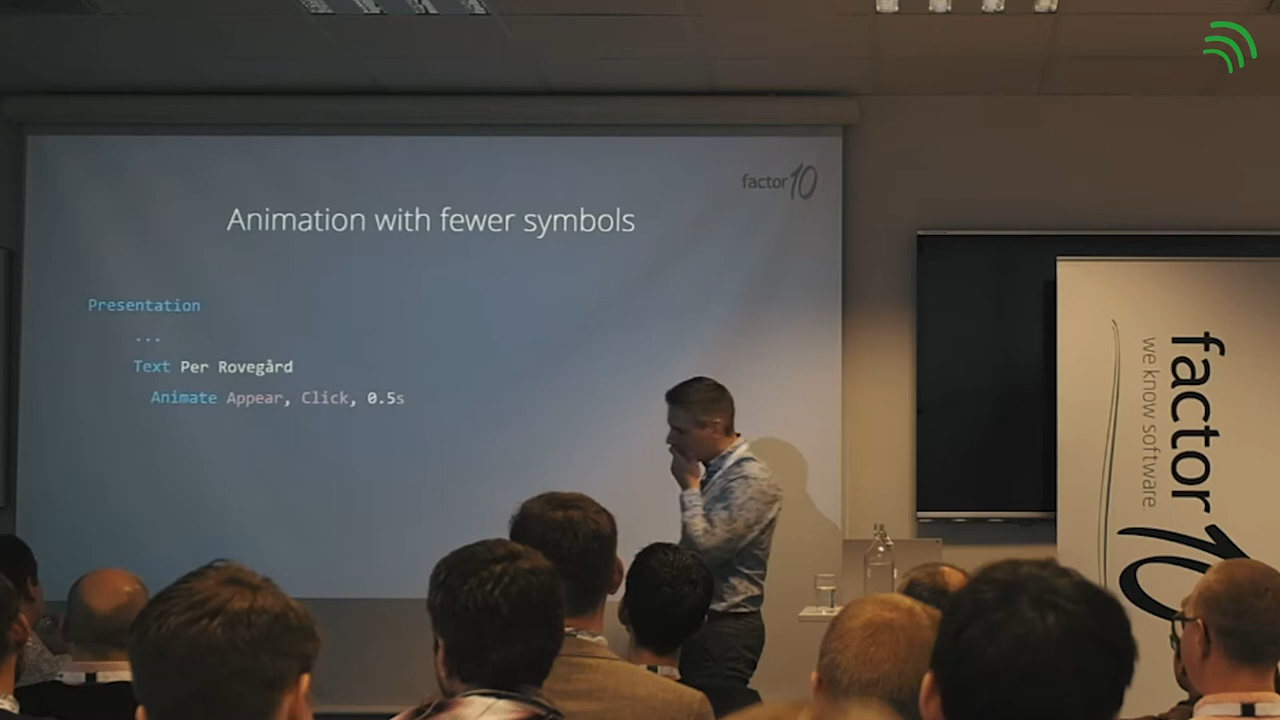 factor10
Animation with fewer symbols
Presentation
...
Text Per Rovegård
Animate Appear, Click, 0.5s
factor10
we know software.